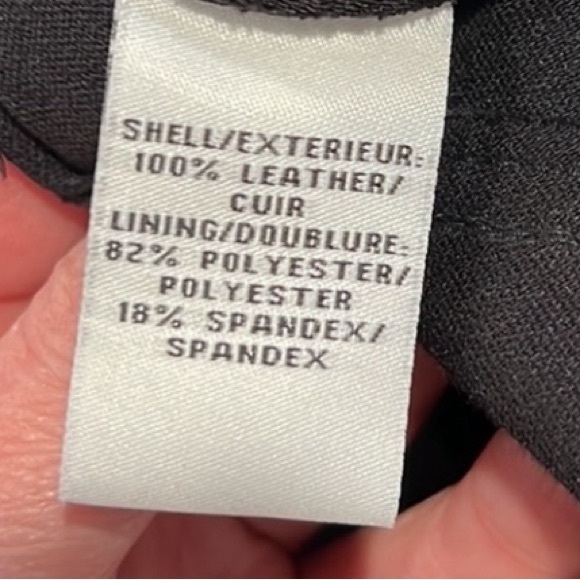 SHELL/EXTERIEUR:
100% LEATHER/
CUIR
LINING/DOUBLURE:
82% POLYESTER/
POLYESTER
18% SPANDEX/
SPANDEX